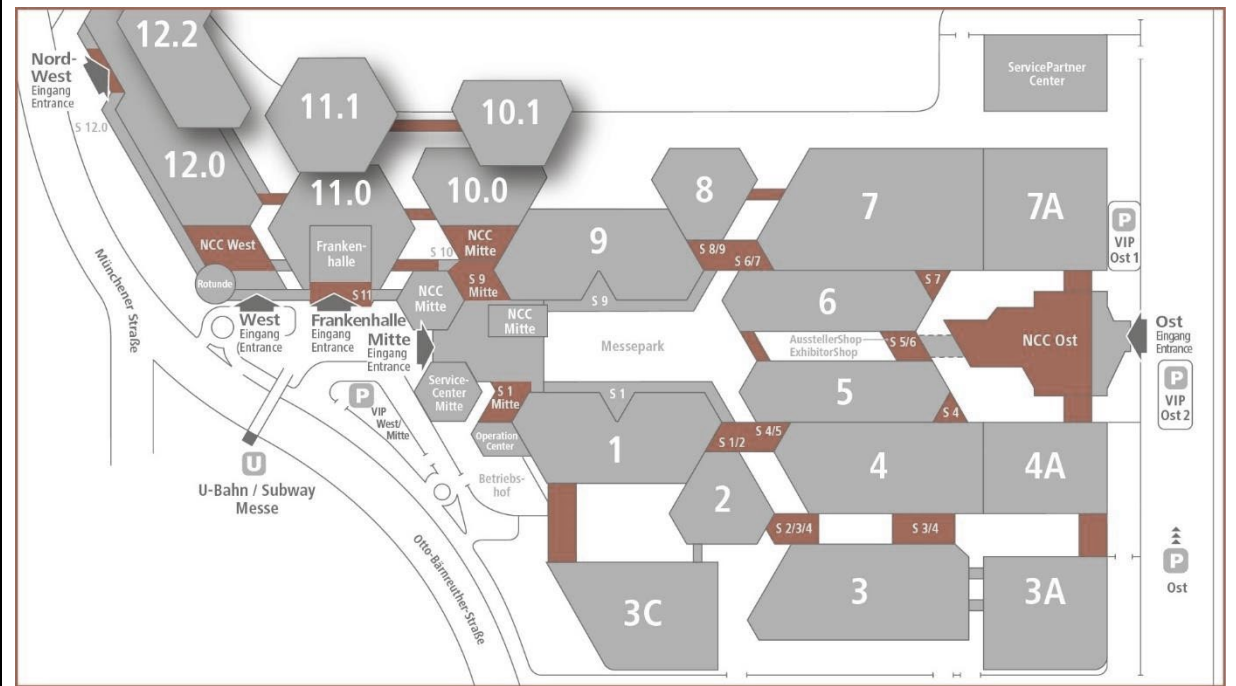 12.2
Nord-
West
Eingang
Entrance
S 12.0
12.0
11.1
10.1
ServicePartner
Center
11.0
10.0
8
7
7A
P
VIP
Ost 1
NCC West
Franken-
halle
S 10
NCC
Mitte
9
S 8/9
S 6/7
Rotunde
S 11
NCC
Mitte
S 9
Mitte
S 9
6
S 7
Münchener Straße
West
Eingang
(Entrance
Frankenhalle
Eingang
Entrance
Mitte
Eingang
Entrance
NCC
Mitte
Messepark
AusstellerShop
ExhibitorShop
S 5/6
NCC Ost
Ost
Eingang
Entrance
P
VIP
Ost 2
P
VIP
West/
Mitte
Service-
Center
Mitte
S 1
Mitte
S 1
5
S 4
Operation
Center
1
S 1/2
S 4/5
4
4A
U
U-Bahn / Subway
Messe
Betriebs-
hof
2
S 2/3/4
S 3/4
Otto-Bärnreuther-Straße
3C
3
3A
P
Ost